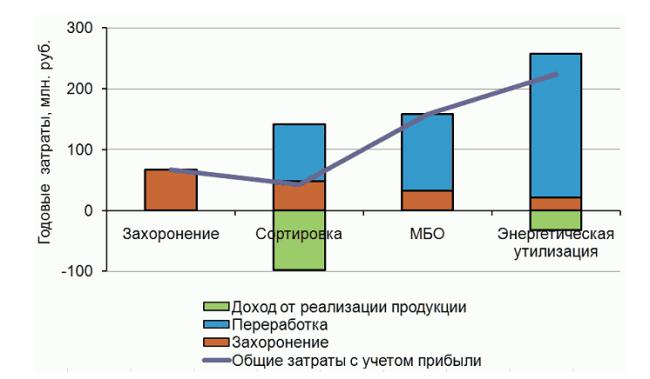 Годовые затраты, млн. руб.
300
200
100
0
-100
Захоронение
Сортировка
МБО
Энергетическая
утилизация
Доход от реализации продукции
Переработка
Захоронение
Общие затраты с учетом прибыли